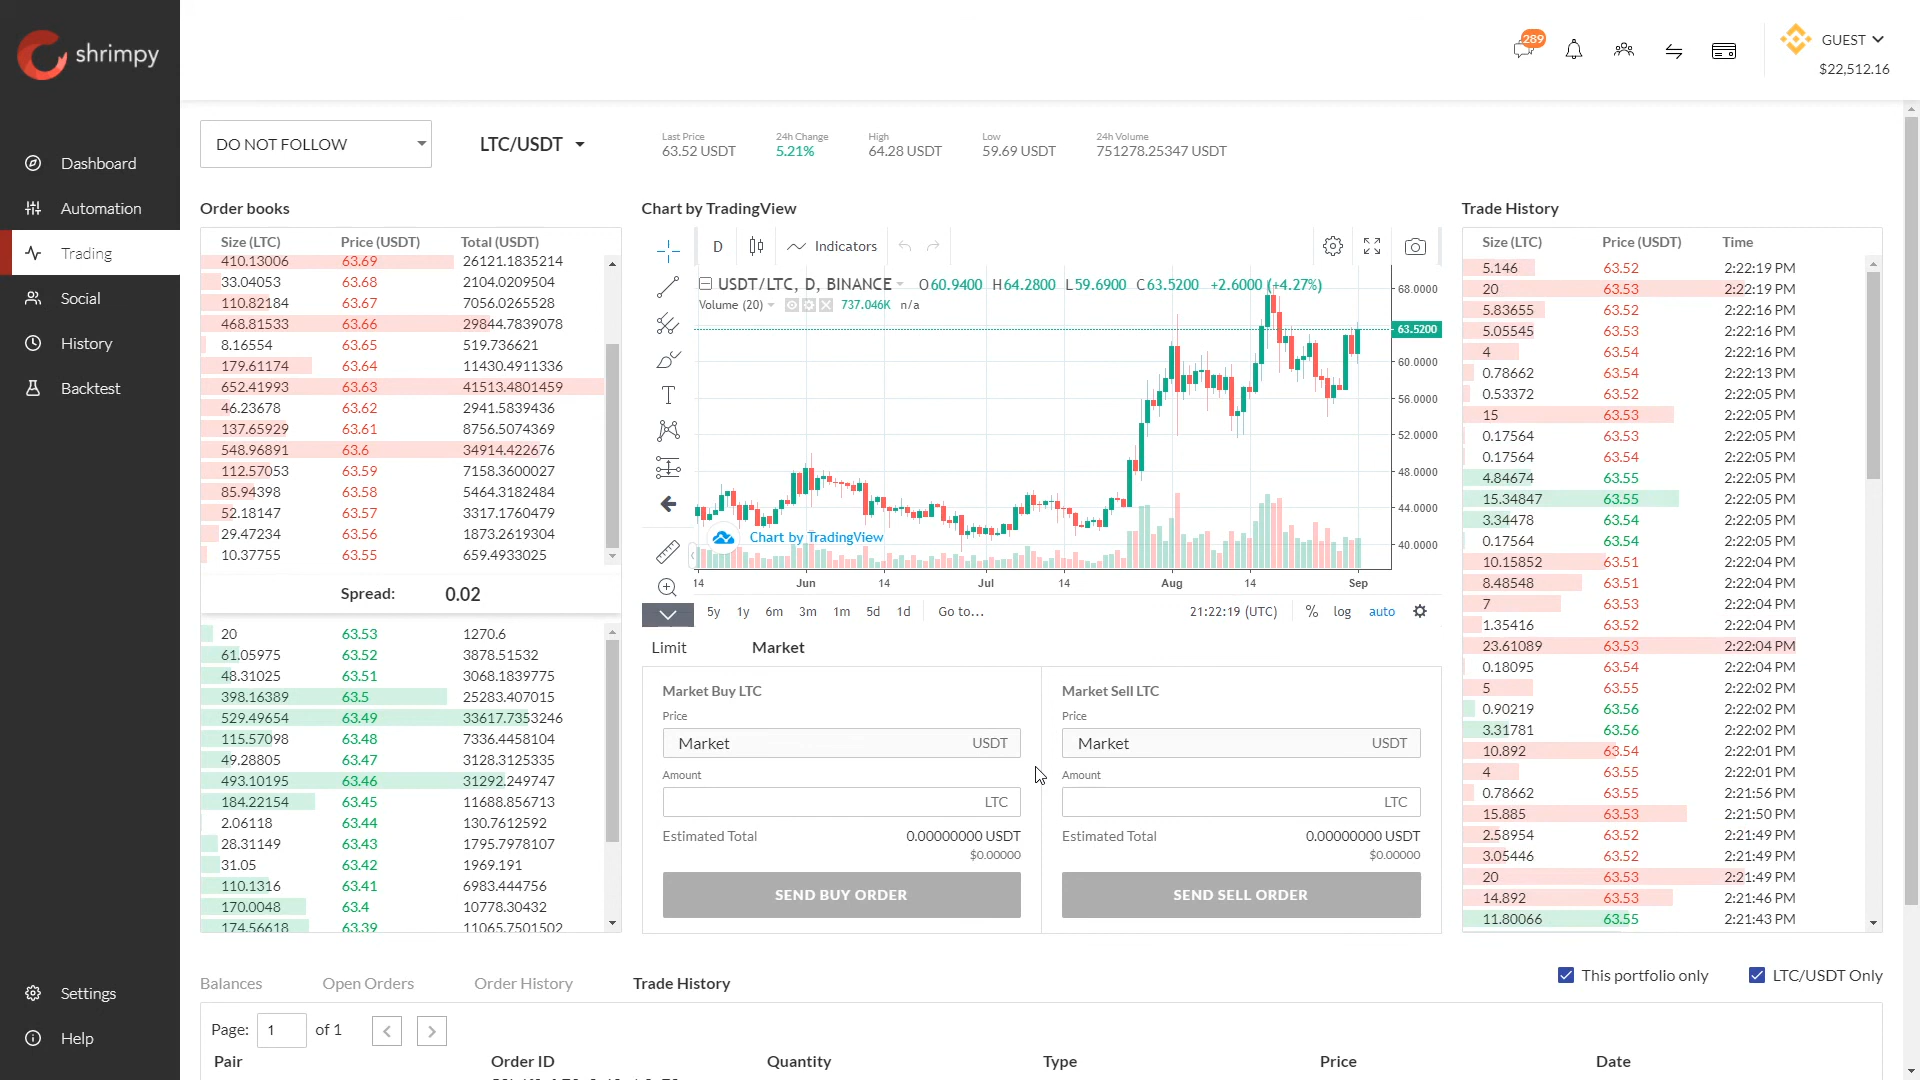 shrimpy
289
GUEST
$22,512.16
Dashboard
Automation
Trading
Social
History
Backtest
Settings
Help
DO NOT FOLLOW
LTC/USDT
Last Price
63.52 USDT
24h Change
5.21%
High
64.28 USDT
Low
59.69 USDT
24h Volume
751278.25347 USDT
Order books
Size (LTC) Price (USDT) Total (USDT)
410.13006 63.69 26121.1835214
33.04053 63.68 2104.0209504
110.82184 63.67 7056.0265528
468.81533 63.66 29844.7839078
8.16554 63.65 519.736621
179.61174 63.64 11430.4911336
652.41993 63.63 41513.4801459
46.23678 63.62 2941.5839436
137.65929 63.61 8756.5074369
548.96891 63.6 34914.422676
112.57053 63.59 7158.3600027
85.94398 63.58 5464.3182484
52.18147 63.57 3317.1760479
29.47234 63.56 1873.2619304
10.37755 63.55 659.4933025
Spread: 0.02
20 63.53 1270.6
61.05975 63.52 3878.51532
48.31025 63.51 3068.1839775
398.16389 63.5 25283.407015
529.49654 63.49 33617.7353246
115.57098 63.48 7336.4458104
49.28805 63.47 3128.3125335
493.10195 63.46 31292.249747
184.22154 63.45 11688.856713
2.06118 63.44 130.7612592
28.31149 63.43 1795.7978107
31.05 63.42 1969.191
110.1316 63.41 6983.444756
170.0048 63.4 10778.30432
174.56618 63.39 11065.7501502
Chart by TradingView
D Indicators
USDT/LTC, D, BINANCE O60.9400 H64.2800 L59.6900 C63.5200 +2.6000 (+4.27%)
Volume (20) 737.046K n/a
68.0000
63.5200
60.0000
56.0000
52.0000
48.0000
44.0000
40.0000
Chart by TradingView
14 Jun 14 Jul 14 Aug 14 Sep
5y 1y 6m 3m 1m 5d 1d Go to... 21:22:19 (UTC) % log auto
Limit Market
Market Buy LTC
Price
Market USDT
Amount
LTC
Estimated Total 0.00000000 USDT
$0.00000
SEND BUY ORDER
Market Sell LTC
Price
Market USDT
Amount
LTC
Estimated Total 0.00000000 USDT
$0.00000
SEND SELL ORDER
Trade History
Size (LTC) Price (USDT) Time
5.146 63.52 2:22:19 PM
20 63.53 2:22:19 PM
5.83655 63.52 2:22:16 PM
5.05545 63.53 2:22:16 PM
4 63.54 2:22:16 PM
0.78662 63.54 2:22:13 PM
0.53372 63.52 2:22:05 PM
15 63.53 2:22:05 PM
0.17564 63.53 2:22:05 PM
0.17564 63.54 2:22:05 PM
4.84674 63.55 2:22:05 PM
15.34847 63.55 2:22:05 PM
3.34478 63.54 2:22:05 PM
0.17564 63.54 2:22:05 PM
10.15852 63.51 2:22:04 PM
8.48548 63.51 2:22:04 PM
7 63.53 2:22:04 PM
1.35416 63.52 2:22:04 PM
23.61089 63.53 2:22:04 PM
0.18095 63.54 2:22:04 PM
5 63.55 2:22:02 PM
0.90219 63.56 2:22:02 PM
3.31781 63.56 2:22:02 PM
10.892 63.54 2:22:01 PM
4 63.55 2:22:01 PM
0.78662 63.55 2:21:56 PM
15.885 63.53 2:21:50 PM
2.58954 63.52 2:21:49 PM
3.05446 63.52 2:21:49 PM
20 63.53 2:21:49 PM
14.892 63.53 2:21:46 PM
11.80066 63.55 2:21:43 PM
Balances Open Orders Order History Trade History
This portfolio only LTC/USDT Only
Page: 1 of 1
Pair Order ID Quantity Type Price Date